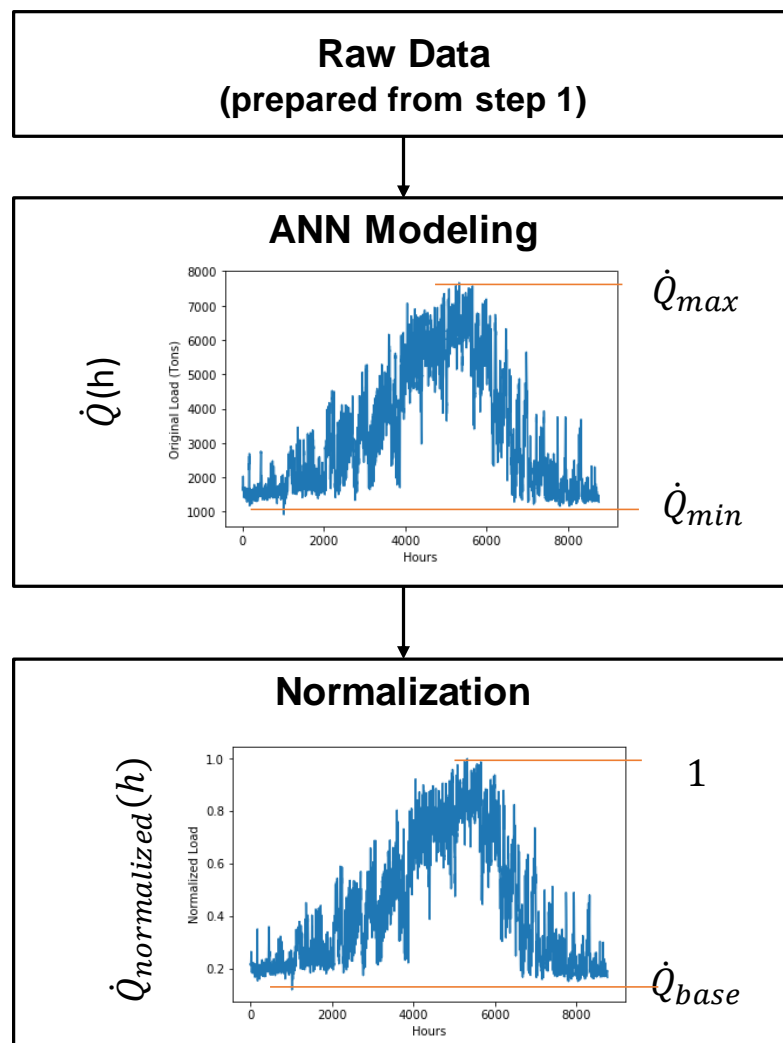 Raw Data
(prepared from step 1)
ANN Modeling
Q̇(h)
Original Load (Tons)
8000
7000
6000
5000
4000
3000
2000
1000
0 2000 4000 6000 8000
Hours
Q̇max
Q̇min
Normalization
Q̇normalized(h)
Normalized Load
1.0
0.8
0.6
0.4
0.2
0 2000 4000 6000 8000
Hours
1
Q̇base